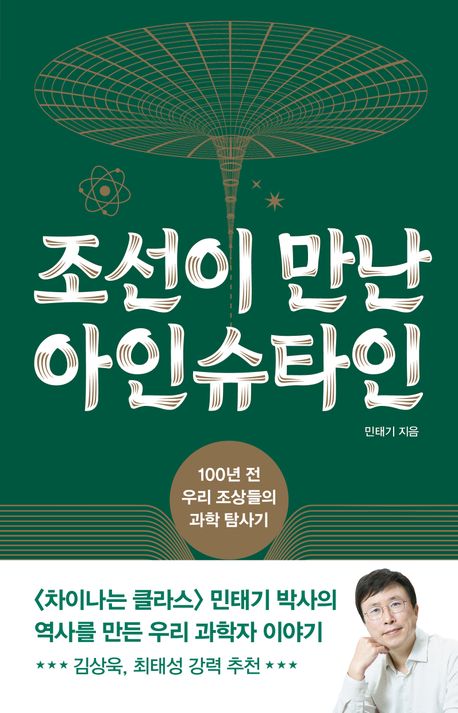 조선이 만난
아인슈타인
민태기 지음
100년 전
우리 조상들의
과학 탐사기
〈차이나는 클라스〉 민태기 박사의
역사를 만든 우리 과학자 이야기
★★★ 김상욱, 최태성 강력 추천 ★★★